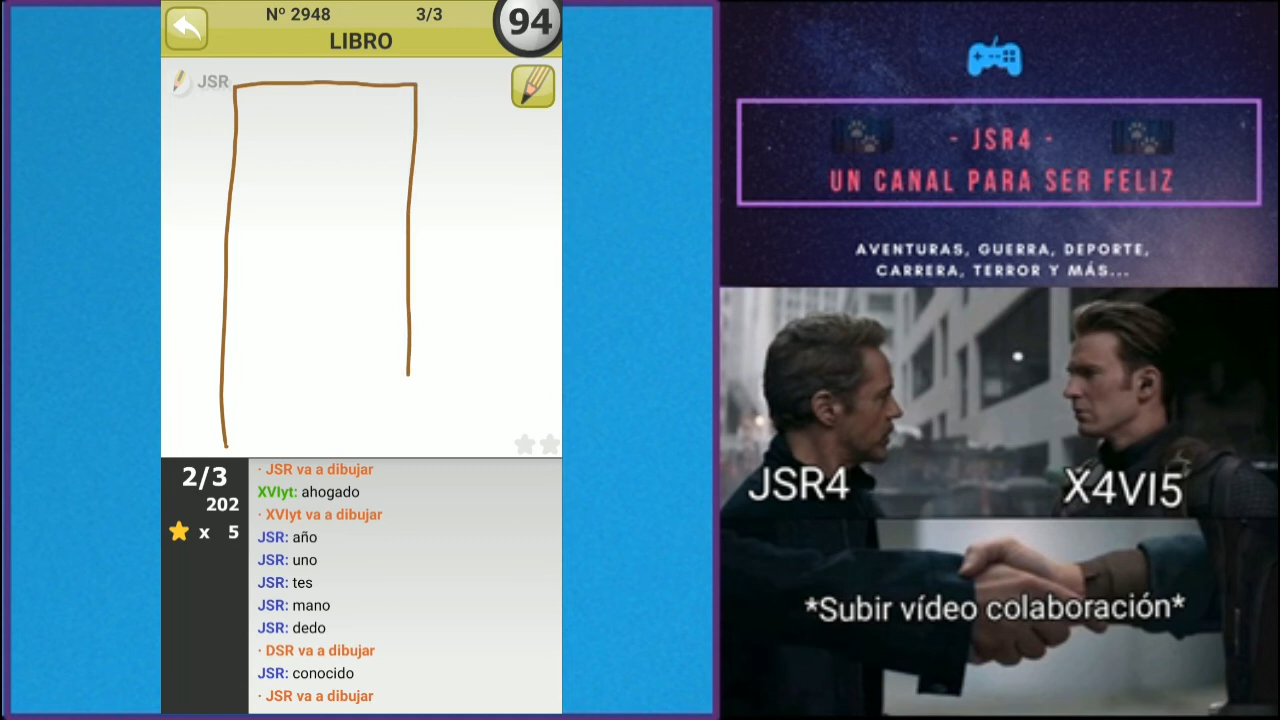 Nº 2948 3/3
94
LIBRO
JSR
2/3
202
x 5
· JSR va a dibujar
XVIyt: ahogado
· XVIyt va a dibujar
JSR: año
JSR: uno
JSR: tes
JSR: mano
JSR: dedo
· DSR va a dibujar
JSR: conocido
· JSR va a dibujar
- JSR4 -
UN CANAL PARA SER FELIZ
AVENTURAS, GUERRA, DEPORTE,
CARRERA, TERROR Y MÁS...
JSR4 X4VI5
*Subir vídeo colaboración*